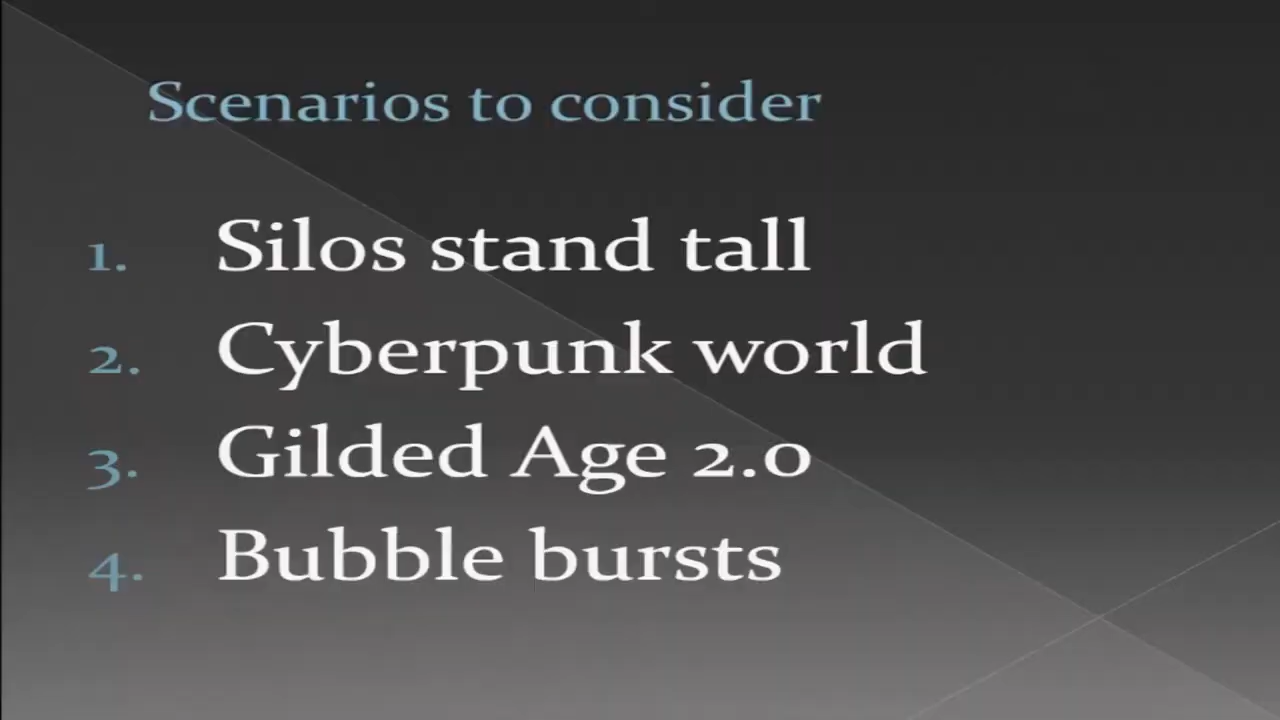 Scenarios to consider
1. Silos stand tall
2. Cyberpunk world
3. Gilded Age 2.0
4. Bubble bursts